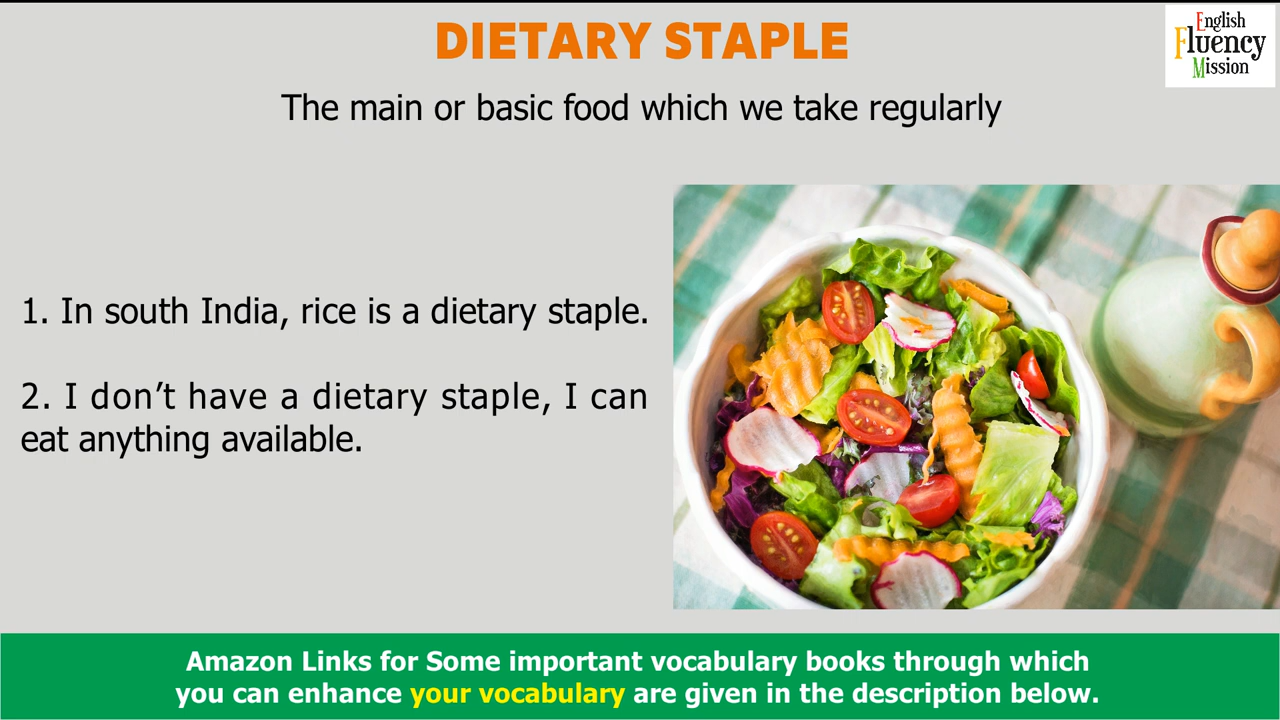 DIETARY STAPLE
English
Fluency
Mission
The main or basic food which we take regularly
1. In south India, rice is a dietary staple.
2. I don’t have a dietary staple, I can
eat anything available.
Amazon Links for Some important vocabulary books through which
you can enhance your vocabulary are given in the description below.